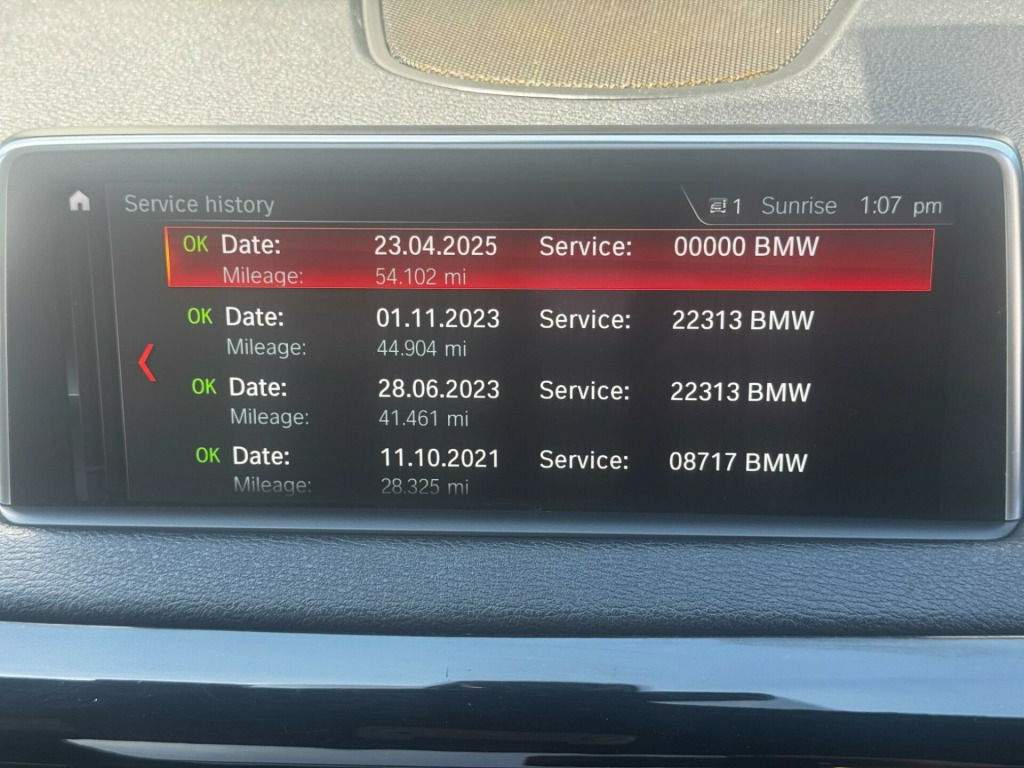 Service history 1 Sunrise 1:07 pm
OK Date: 23.04.2025 Service: 00000 BMW
Mileage: 54.102 mi
OK Date: 01.11.2023 Service: 22313 BMW
Mileage: 44.904 mi
OK Date: 28.06.2023 Service: 22313 BMW
Mileage: 41.461 mi
OK Date: 11.10.2021 Service: 08717 BMW
Mileage: 28.325 mi